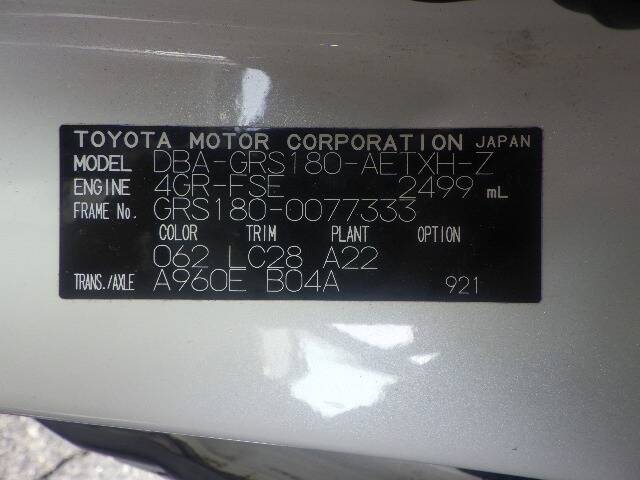 TOYOTA MOTOR CORPORATION JAPAN
MODEL DBA-GRS180-AETXH-Z
ENGINE 4GR-FSE 2499 mL
FRAME No. GRS180-0077333
COLOR TRIM PLANT OPTION
062 LC28 A22
TRANS./AXLE A960E B04A 921